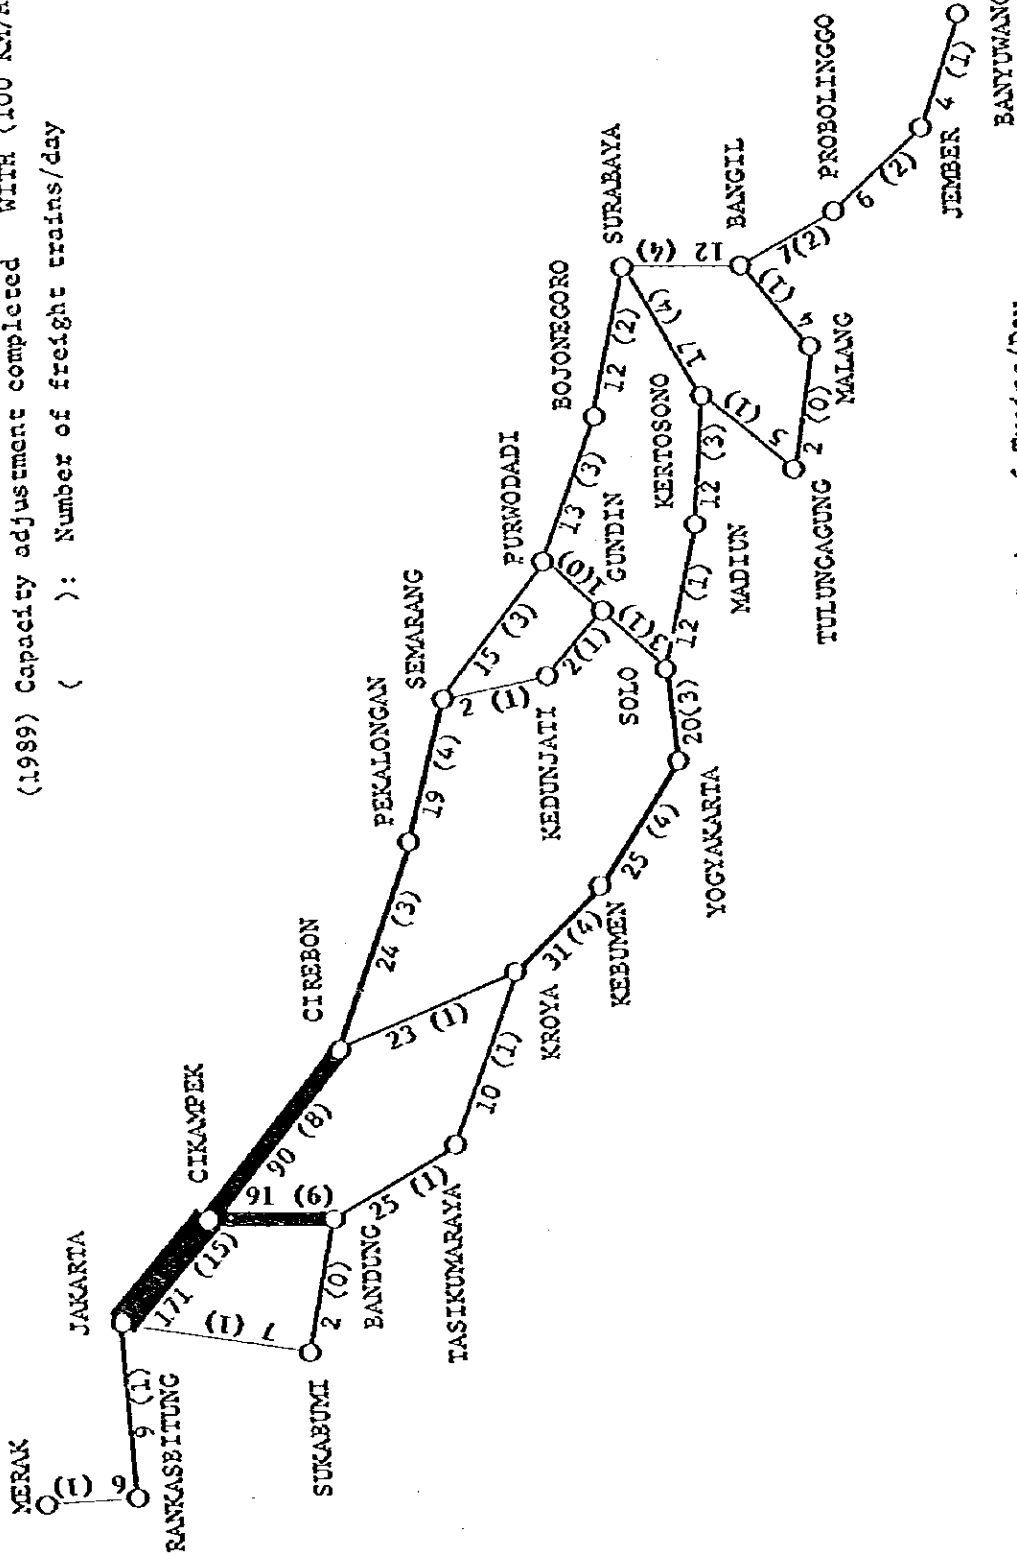 (1989) Capacity adjustment completed WITH (100 KM/H
( ): Number of freight trains/day
MERAK
6 (1)
RANKASBITUNG
9 (1)
JAKARTA
171 (15)
7 (1)
SUKABUMI
2 (0)
CIKAMPEK
91 (6)
BANDUNG
90 (8)
25 (1)
TASIKUMARAYA
10 (1)
CIREBON
23 (1)
KROYA
24 (3)
31 (4)
KEBUMEN
PEKALONGAN
19 (4)
25 (4)
YOGYAKARTA
SEMARANG
2 (1)
KEDUNJATI
15 (3)
2 (1)
20 (3)
SOLO
3 (1)
GUNDIN
1 (0)
PURWODADI
13 (3)
12 (1)
MADIUN
BOJONEGORO
12 (2)
12 (3)
KERTOSONO
17 (4)
5 (1)
TULUNGAGUNG
2 (0)
MALANG
4 (1)
SURABAYA
12 (4)
BANGIL
7 (2)
PROBOLINGGO
6 (2)
JEMBER
4 (1)
BANYUWANG
Trains/Day